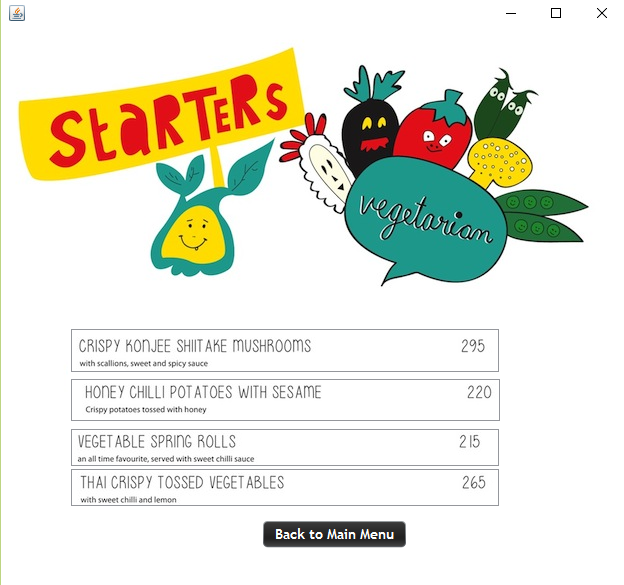 STARTERS
vegetarian
CRISPY KONJEE SHIITAKE MUSHROOMS 295
with scallions, sweet and spicy sauce
HONEY CHILLI POTATOES WITH SESAME 220
Crispy potatoes tossed with honey
VEGETABLE SPRING ROLLS 215
an all time favourite, served with sweet chilli sauce
THAI CRISPY TOSSED VEGETABLES 265
with sweet chilli and lemon
Back to Main Menu